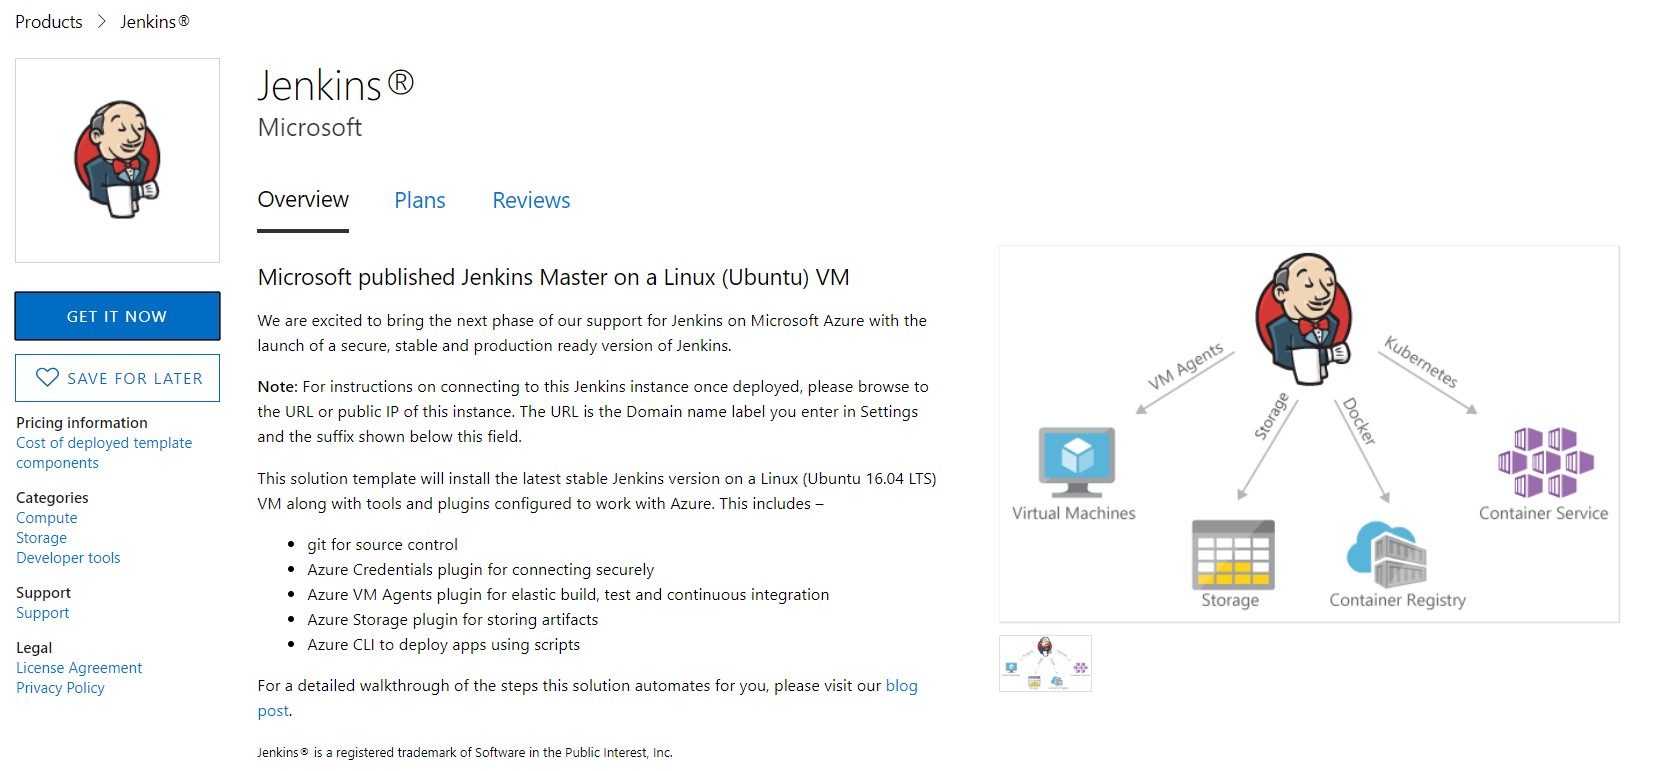 Products > Jenkins®
Jenkins®
Microsoft
GET IT NOW
SAVE FOR LATER
Pricing information
Cost of deployed template
components
Categories
Compute
Storage
Developer tools
Support
Support
Legal
License Agreement
Privacy Policy
Overview
Plans
Reviews
Microsoft published Jenkins Master on a Linux (Ubuntu) VM
We are excited to bring the next phase of our support for Jenkins on Microsoft Azure with the
launch of a secure, stable and production ready version of Jenkins.
Note: For instructions on connecting to this Jenkins instance once deployed, please browse to
the URL or public IP of this instance. The URL is the Domain name label you enter in Settings
and the suffix shown below this field.
This solution template will install the latest stable Jenkins version on a Linux (Ubuntu 16.04 LTS)
VM along with tools and plugins configured to work with Azure. This includes –
• git for source control
• Azure Credentials plugin for connecting securely
• Azure VM Agents plugin for elastic build, test and continuous integration
• Azure Storage plugin for storing artifacts
• Azure CLI to deploy apps using scripts
For a detailed walkthrough of the steps this solution automates for you, please visit our blog
post.
Jenkins® is a registered trademark of Software in the Public Interest, Inc.
VM Agents
Storage
Docker
Kubernetes
Virtual Machines
Storage
Container Registry
Container Service